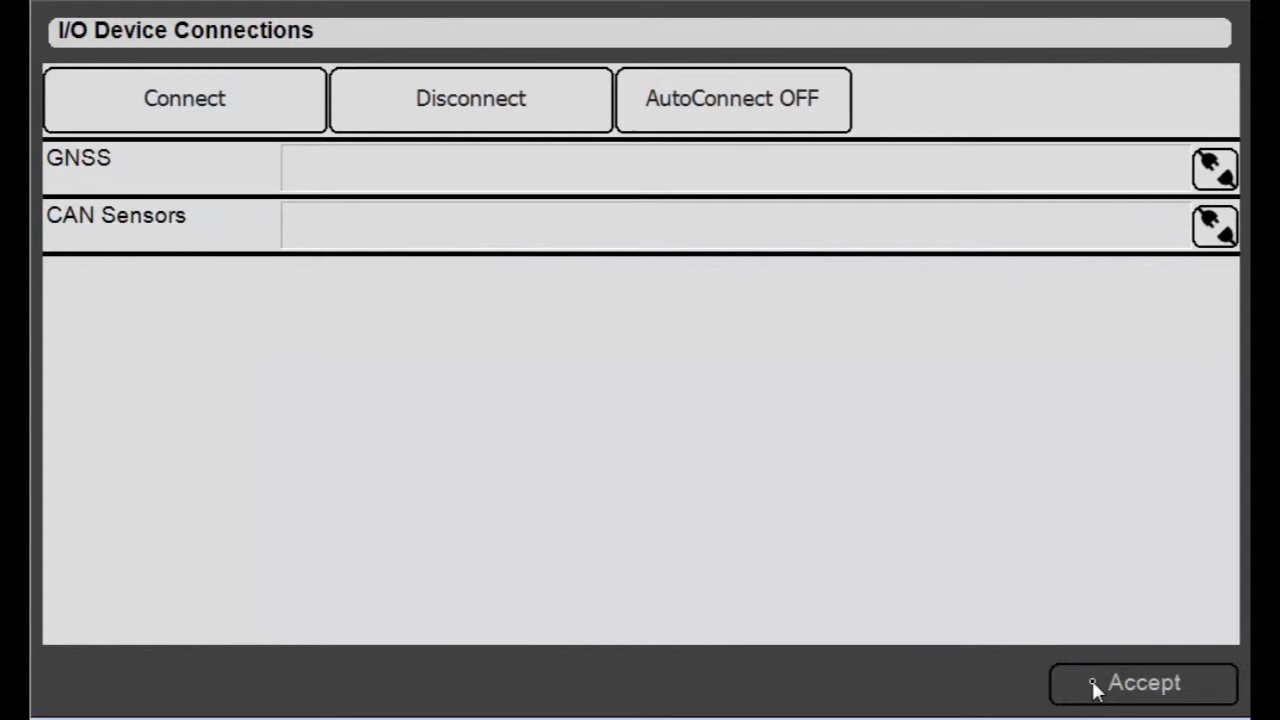 I/O Device Connections
Connect
Disconnect
AutoConnect OFF
GNSS
CAN Sensors
Accept